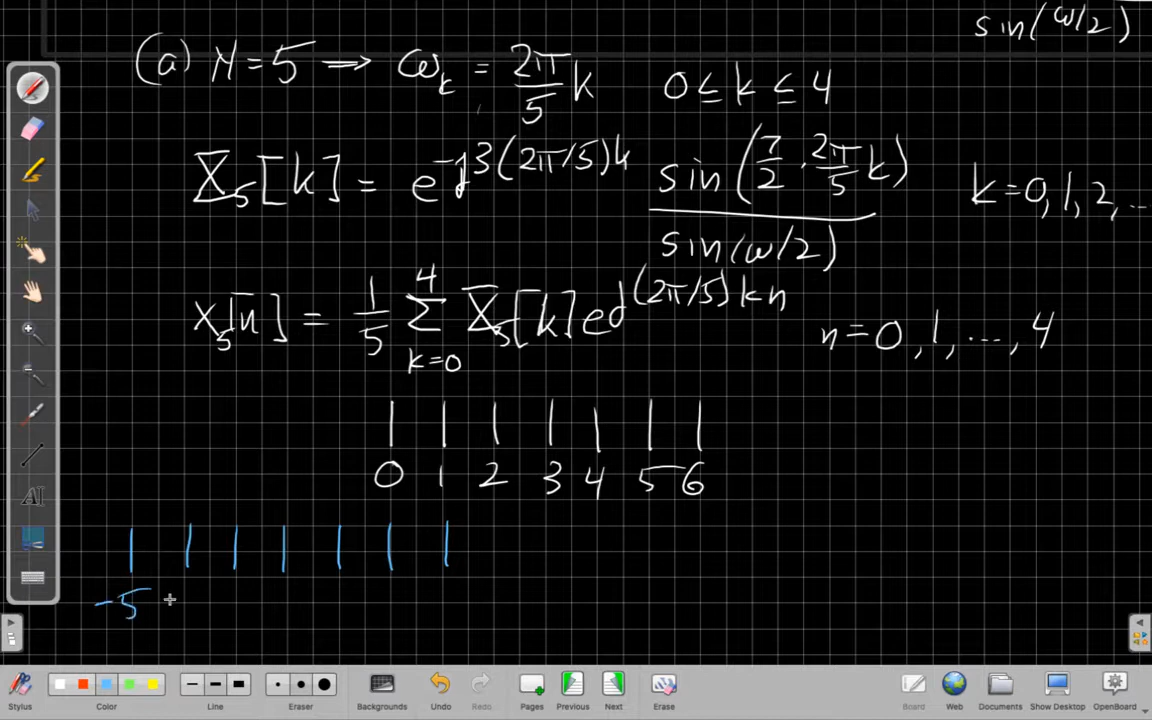 sin(ω/2)
(a) N=5 → ω_k = 2π/5 k 0 ≤ k ≤ 4
X_5[k] = e^{-j3(2π/5)k} sin(7/2 · 2π/5 k) / sin(ω/2) k=0,1,2,...
x_5[n] = 1/5 Σ_{k=0}^{4} X_5[k] e^{j(2π/5)kn} n=0,1,...,4
0 1 2 3 4 5 6
-5
Stylus Color Line Eraser Backgrounds Undo Redo Pages Previous Next Erase Board Web Documents Show Desktop OpenBoard